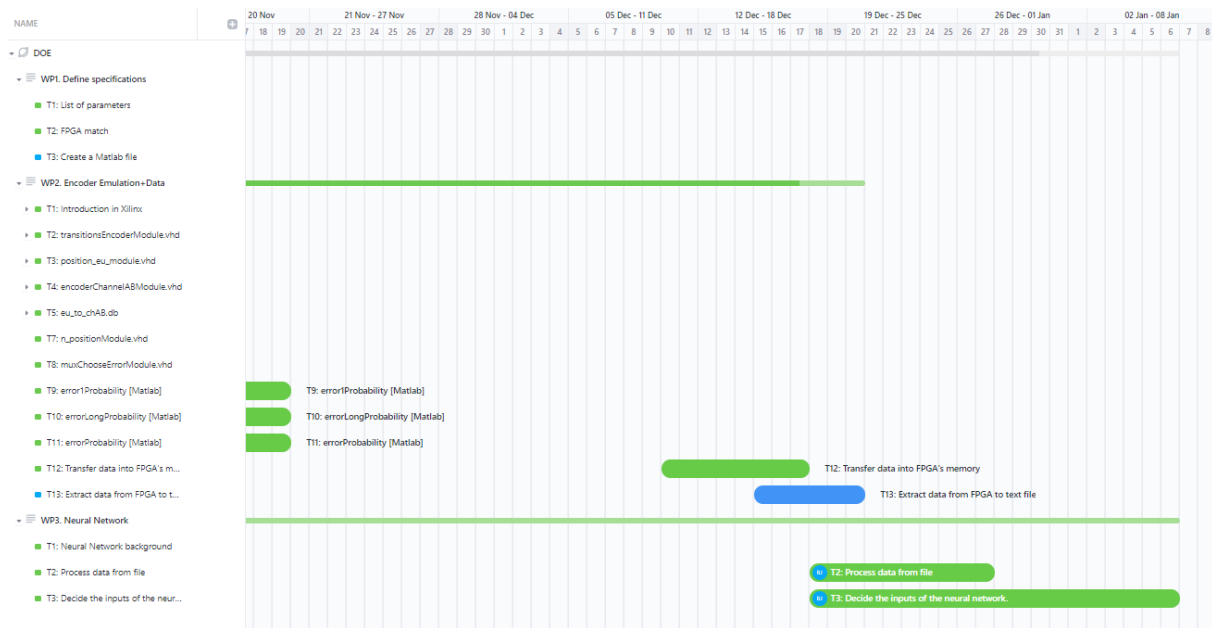 NAME
20 Nov 21 Nov - 27 Nov 28 Nov - 04 Dec 05 Dec - 11 Dec 12 Dec - 18 Dec 19 Dec - 25 Dec 26 Dec - 01 Jan 02 Jan - 08 Jan
18 19 20 21 22 23 24 25 26 27 28 29 30 1 2 3 4 5 6 7 8 9 10 11 12 13 14 15 16 17 18 19 20 21 22 23 24 25 26 27 28 29 30 31 1 2 3 4 5 6 7 8
DOE
WP1. Define specifications
T1: List of parameters
T2: FPGA match
T3: Create a Matlab file
WP2. Encoder Emulation+Data
T1: Introduction in Xilinx
T2: transitionsEncoderModule.vhd
T3: position_eu_module.vhd
T4: encoderChannelABModule.vhd
T5: eu_to_chAB.db
T7: n_positionModule.vhd
T8: muxChooseErrorModule.vhd
T9: error1Probability [Matlab] T9: error1Probability [Matlab]
T10: errorLongProbability [Matlab] T10: errorLongProbability [Matlab]
T11: errorProbability [Matlab] T11: errorProbability [Matlab]
T12: Transfer data into FPGA's m... T12: Transfer data into FPGA's memory
T13: Extract data from FPGA to t... T13: Extract data from FPGA to text file
WP3. Neural Network
T1: Neural Network background
T2: Process data from file T2: Process data from file
T3: Decide the inputs of the neur... T3: Decide the inputs of the neural network.